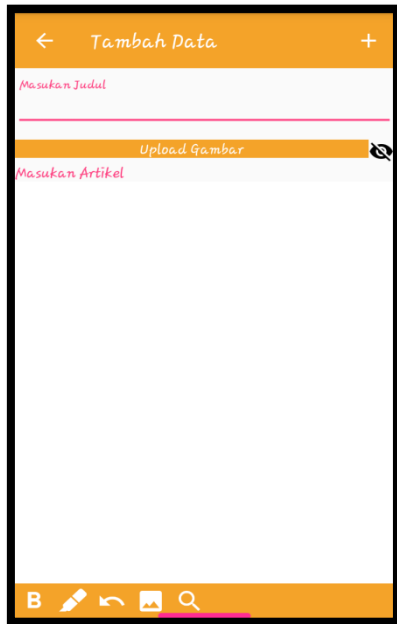 Tambah Data
Masukan Judul
Upload Gambar
Masukan Artikel
B